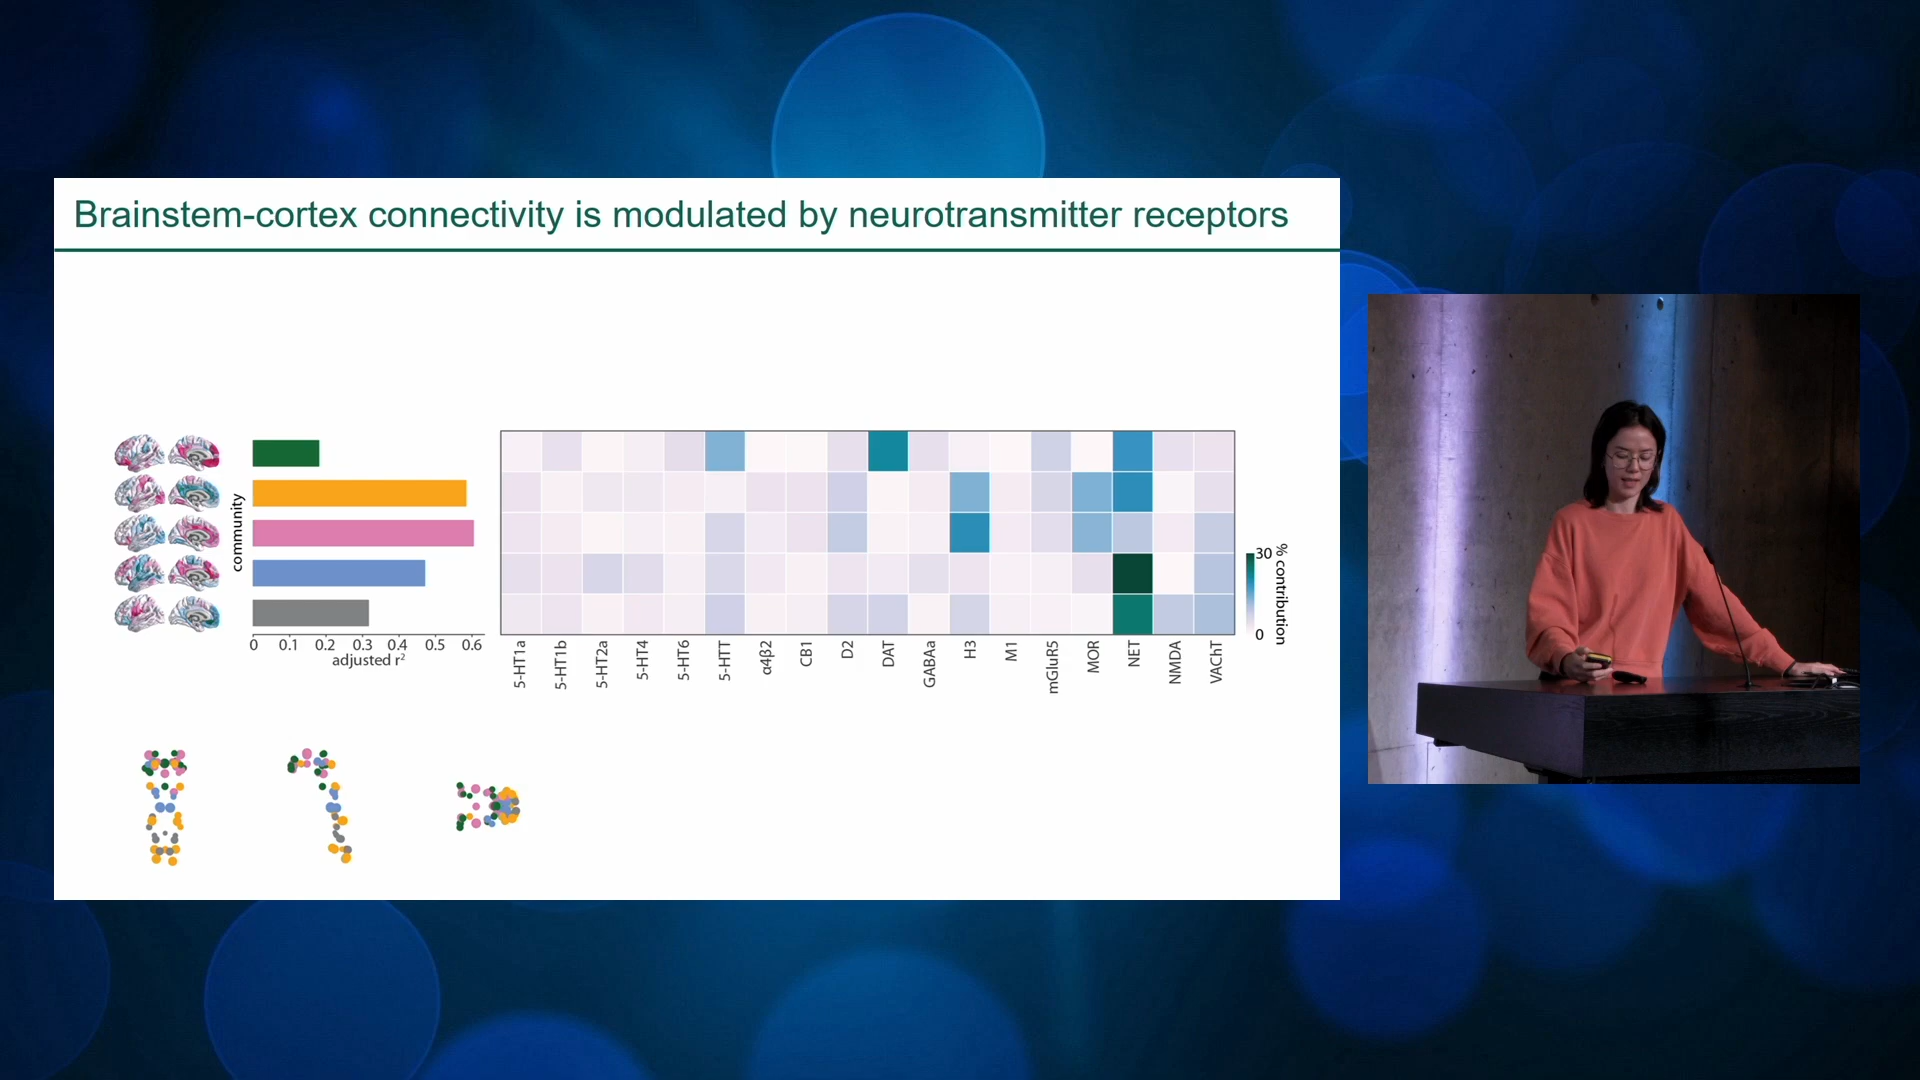 Brainstem-cortex connectivity is modulated by neurotransmitter receptors
community
0 0.1 0.2 0.3 0.4 0.5 0.6
adjusted r²
5-HT1a
5-HT1b
5-HT2a
5-HT4
5-HT6
5-HTT
α4β2
CB1
D2
DAT
GABAa
H3
M1
mGluR5
MOR
NET
NMDA
VAChT
30
0
% contribution